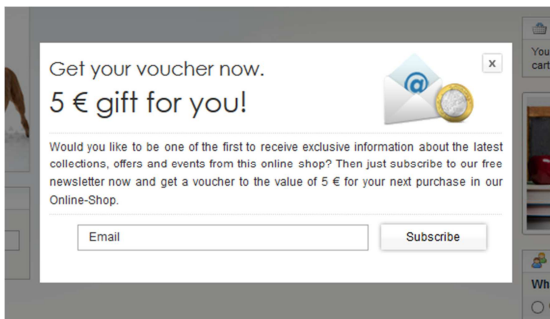 Get your voucher now.
5 € gift for you!
x
@
Would you like to be one of the first to receive exclusive information about the latest
collections, offers and events from this online shop? Then just subscribe to our free
newsletter now and get a voucher to the value of 5 € for your next purchase in our
Online-Shop.
Email
Subscribe
You
cart
Wh